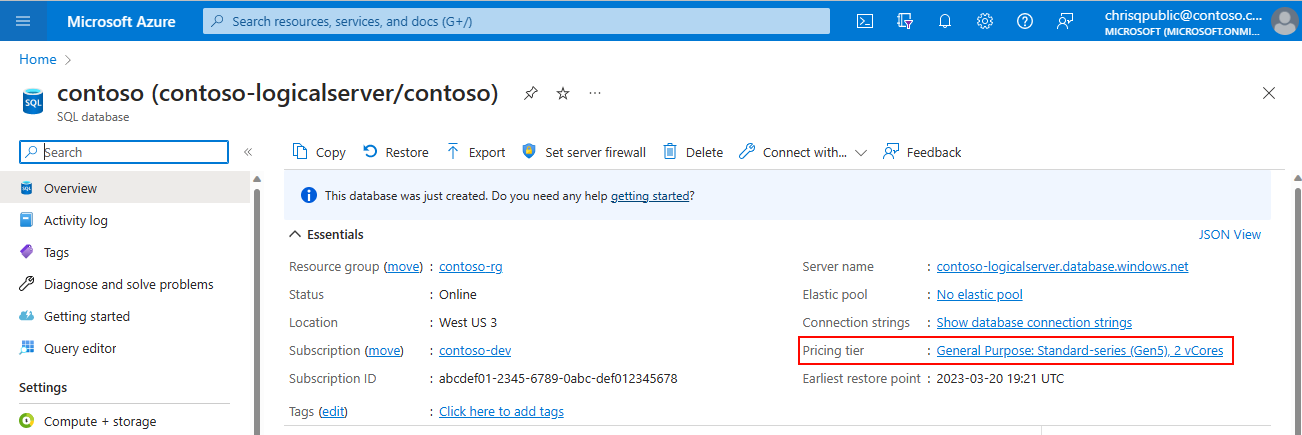 Microsoft Azure
Search resources, services, and docs (G+/)
chrisqpublic@contoso.c...
MICROSOFT (MICROSOFT.ONMI...
Home
contoso (contoso-logicalserver/contoso)
SQL
SQL database
Search
Copy
Restore
Export
Set server firewall
Delete
Connect with...
Feedback
Overview
Activity log
Tags
Diagnose and solve problems
Getting started
Query editor
Settings
Compute + storage
This database was just created. Do you need any help getting started?
Essentials
JSON View
Resource group (move) : contoso-rg
Status : Online
Location : West US 3
Subscription (move) : contoso-dev
Subscription ID : abcdef01-2345-6789-0abc-def012345678
Tags (edit) : Click here to add tags
Server name : contoso-logicalserver.database.windows.net
Elastic pool : No elastic pool
Connection strings : Show database connection strings
Pricing tier : General Purpose: Standard-series (Gen5), 2 vCores
Earliest restore point : 2023-03-20 19:21 UTC